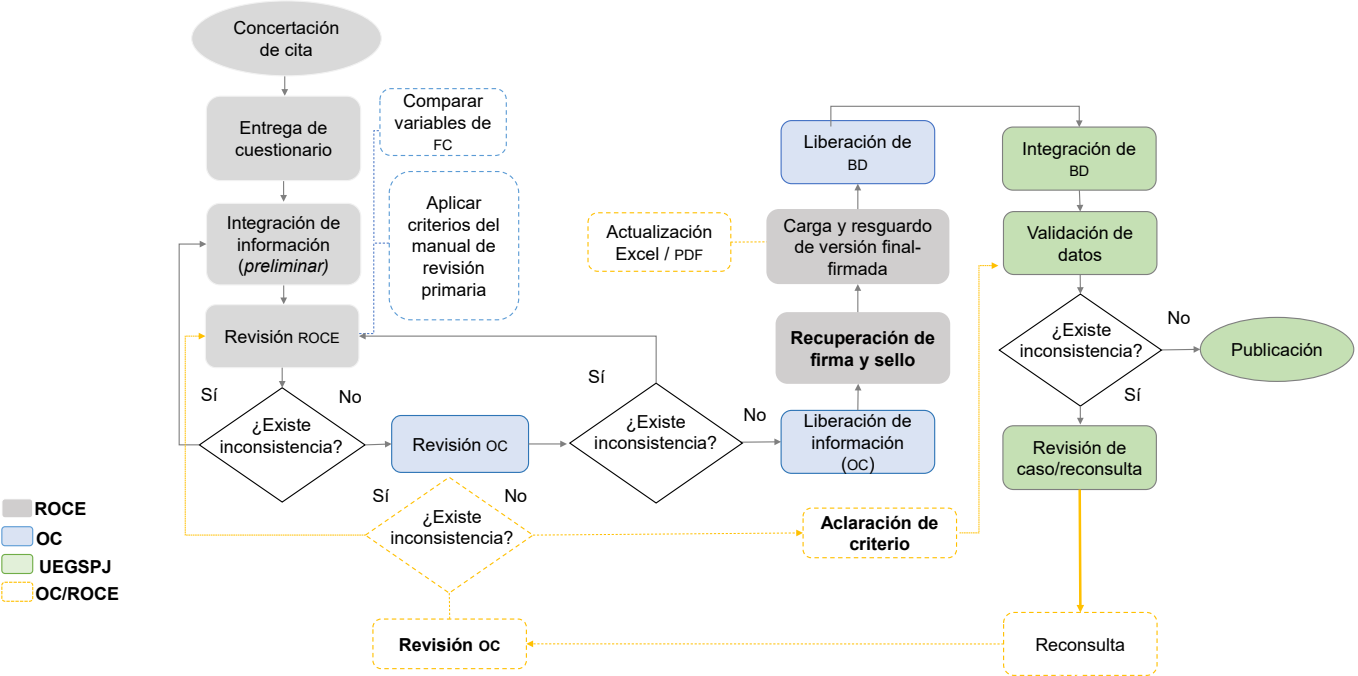 Concertación
de cita
Entrega de
cuestionario
Integración de
información
(preliminar)
Revisión ROCE
Comparar
variables de
FC
Aplicar
criterios del
manual de
revisión
primaria
Sí
No
¿Existe
inconsistencia?
Revisión OC
Sí
¿Existe
inconsistencia?
No
Liberación de
información
(OC)
Recuperación de
firma y sello
Carga y resguardo
de versión final-
firmada
Actualización
Excel / PDF
Liberación de
BD
Integración de
BD
Validación de
datos
¿Existe
inconsistencia?
No
Publicación
Sí
Revisión de
caso/reconsulta
Reconsulta
Revisión OC
¿Existe
inconsistencia?
Sí
No
Aclaración de
criterio
ROCE
OC
UEGSPJ
OC/ROCE